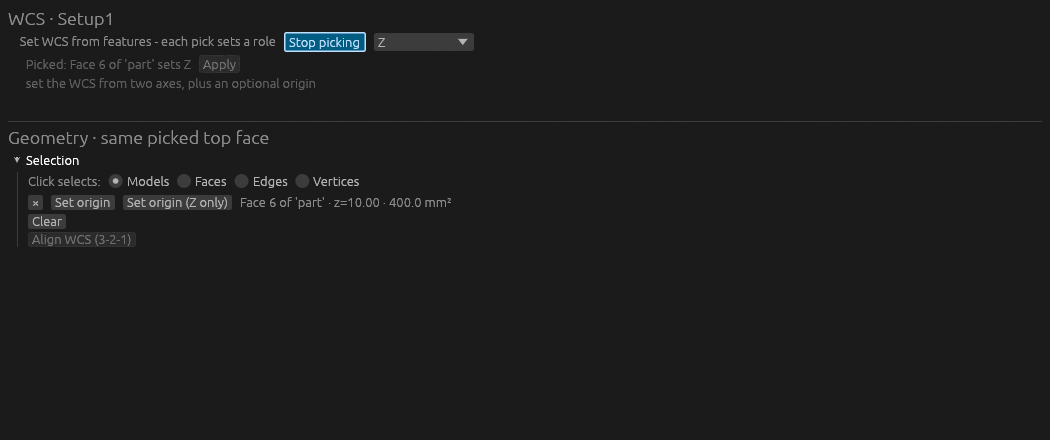 WCS · Setup1
Set WCS from features - each pick sets a role Stop picking Z
Picked: Face 6 of 'part' sets Z Apply
set the WCS from two axes, plus an optional origin
Geometry · same picked top face
Selection
Click selects: Models Faces Edges Vertices
× Set origin Set origin (Z only) Face 6 of 'part' · z=10.00 · 400.0 mm²
Clear
Align WCS (3-2-1)